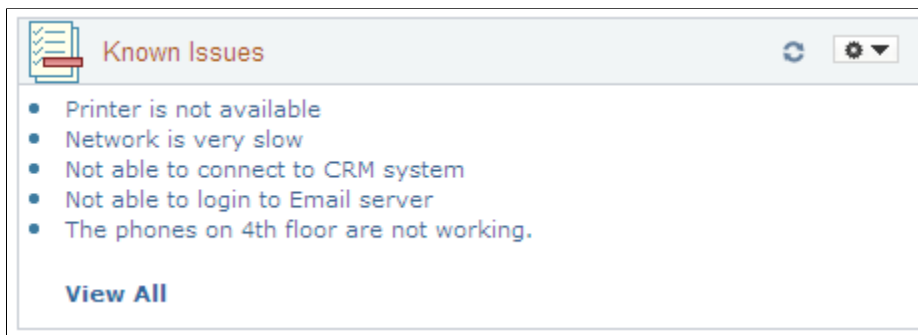 Known Issues
Printer is not available
Network is very slow
Not able to connect to CRM system
Not able to login to Email server
The phones on 4th floor are not working.
View All